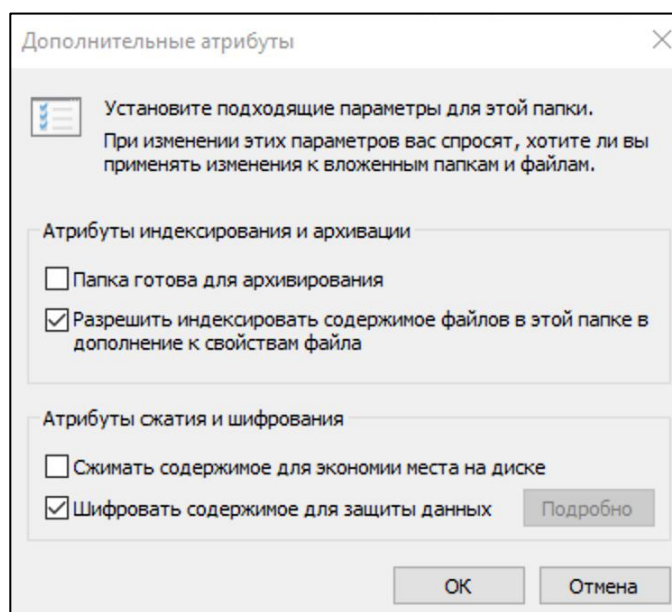 Дополнительные атрибуты
Установите подходящие параметры для этой папки.
При изменении этих параметров вас спросят, хотите ли вы
применять изменения к вложенным папкам и файлам.
Атрибуты индексирования и архивации
Папка готова для архивирования
Разрешить индексировать содержимое файлов в этой папке в
дополнение к свойствам файла
Атрибуты сжатия и шифрования
Сжимать содержимое для экономии места на диске
Шифровать содержимое для защиты данных Подробно
ОК Отмена